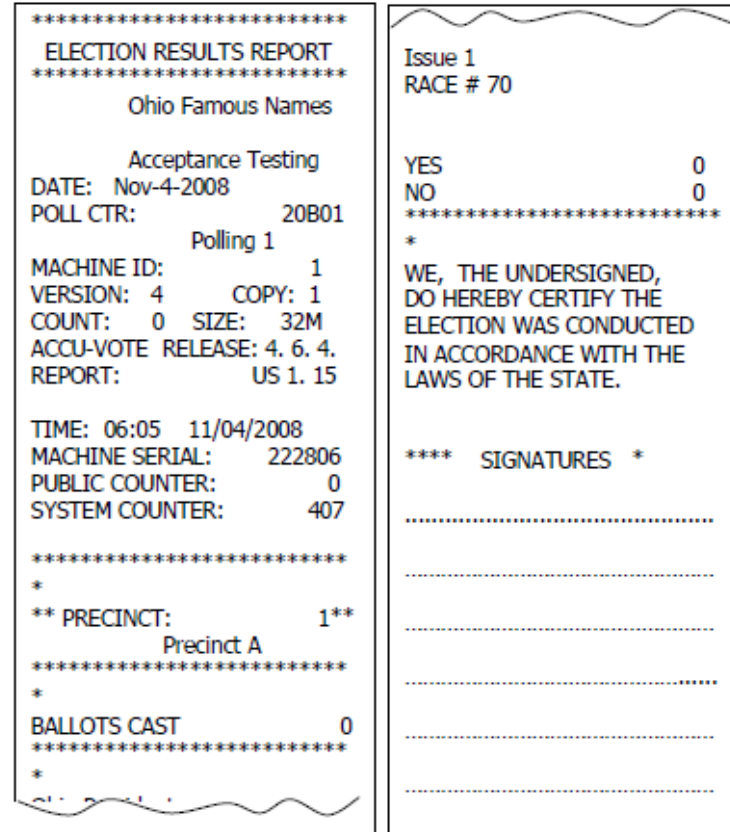 **************************
ELECTION RESULTS REPORT
**************************
Ohio Famous Names
Acceptance Testing
DATE: Nov-4-2008
POLL CTR: 20B01
Polling 1
MACHINE ID: 1
VERSION: 4 COPY: 1
COUNT: 0 SIZE: 32M
ACCU-VOTE RELEASE: 4. 6. 4.
REPORT: US 1. 15
TIME: 06:05 11/04/2008
MACHINE SERIAL: 222806
PUBLIC COUNTER: 0
SYSTEM COUNTER: 407
**************************
*
** PRECINCT: 1**
Precinct A
**************************
*
BALLOTS CAST 0
**************************
*
Issue 1
RACE # 70
YES 0
NO 0
**************************
*
WE, THE UNDERSIGNED,
DO HEREBY CERTIFY THE
ELECTION WAS CONDUCTED
IN ACCORDANCE WITH THE
LAWS OF THE STATE.
**** SIGNATURES *